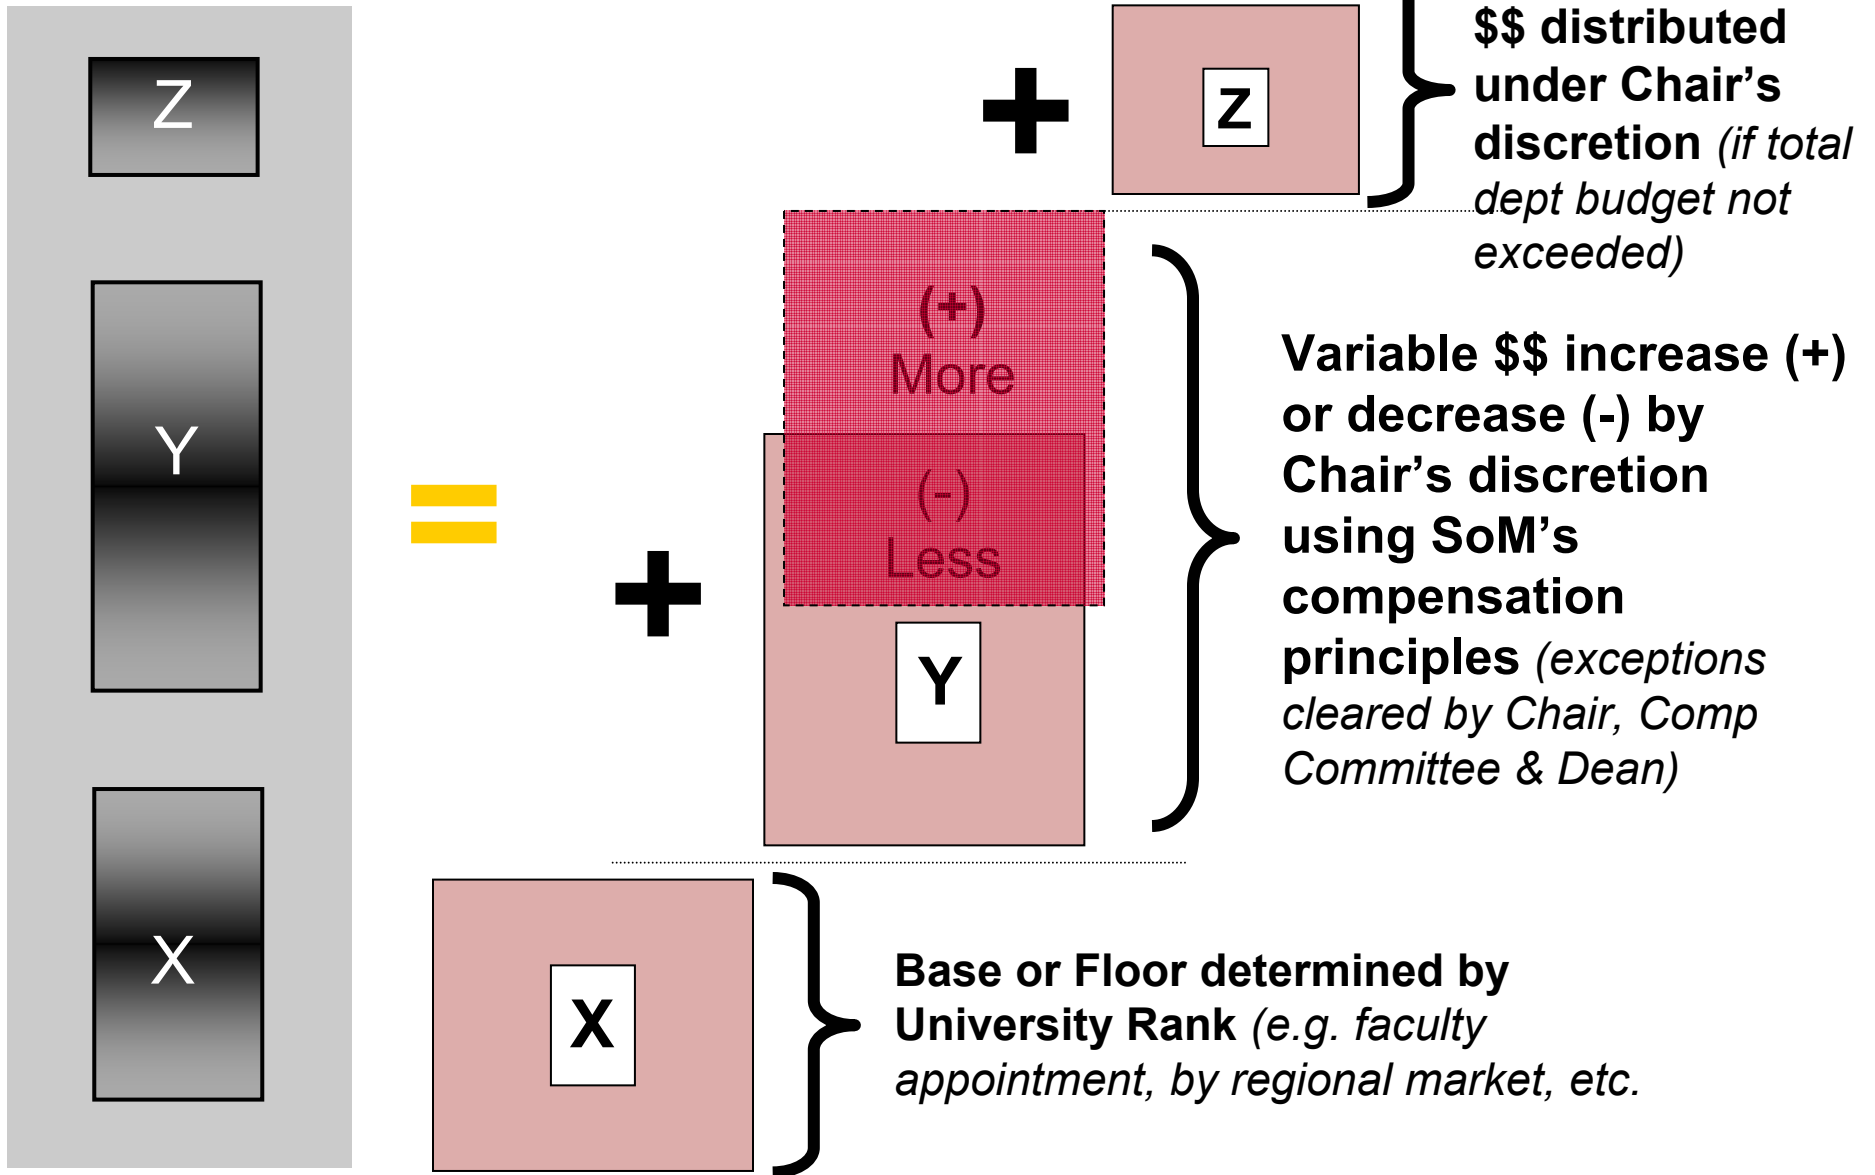 Z
Y
X
=
+
Z
$$ distributed
under Chair's
discretion (if total
dept budget not
exceeded)
(+)
More
(-)
Less
+
Y
Variable $$ increase (+)
or decrease (-) by
Chair's discretion
using SoM's
compensation
principles (exceptions
cleared by Chair, Comp
Committee & Dean)
X
Base or Floor determined by
University Rank (e.g. faculty
appointment, by regional market, etc.